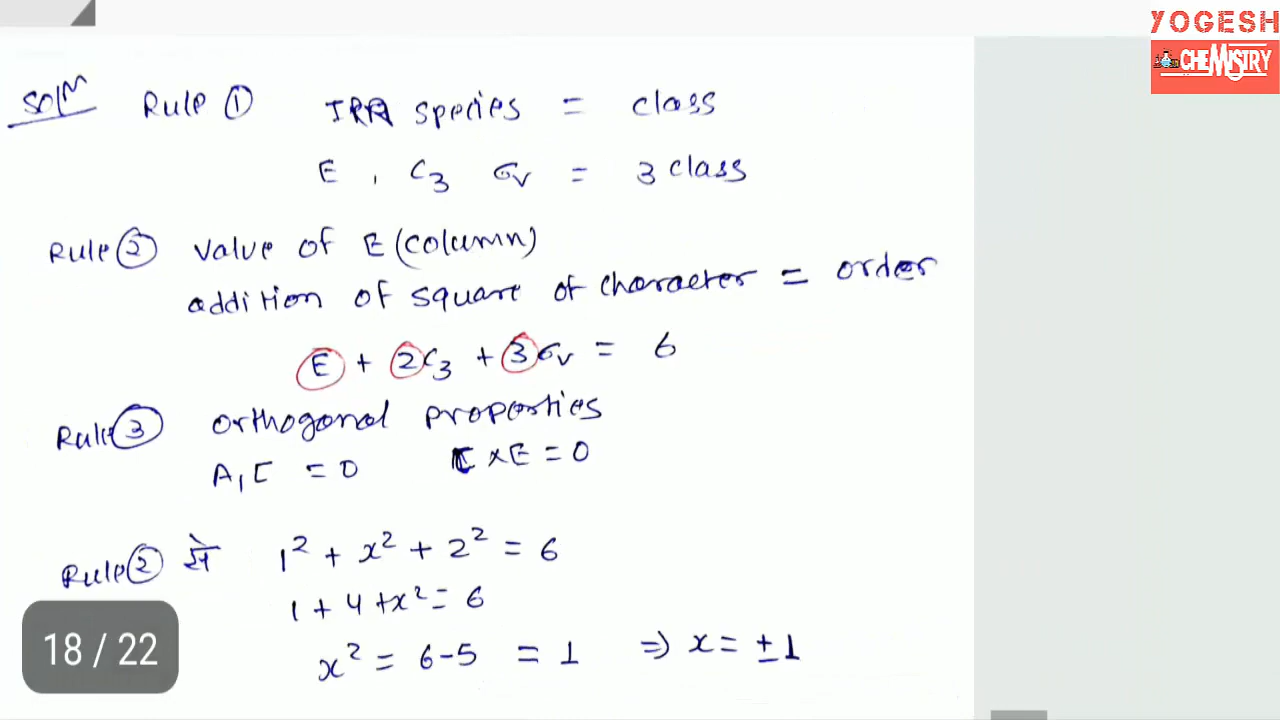 YOGESH
CHEMISTRY
Soln Rule ① IRR species = class
E , C₃ σv = 3 class
Rule ② value of E (column)
addition of square of character = order
E + 2C₃ + 3σv = 6
Rule ③ orthogonal properties
A₁E = 0 × E = 0
Rule ② से 1² + x² + 2² = 6
1 + 4 + x² = 6
x² = 6 - 5 = 1 ⇒ x = ± 1
18 / 22